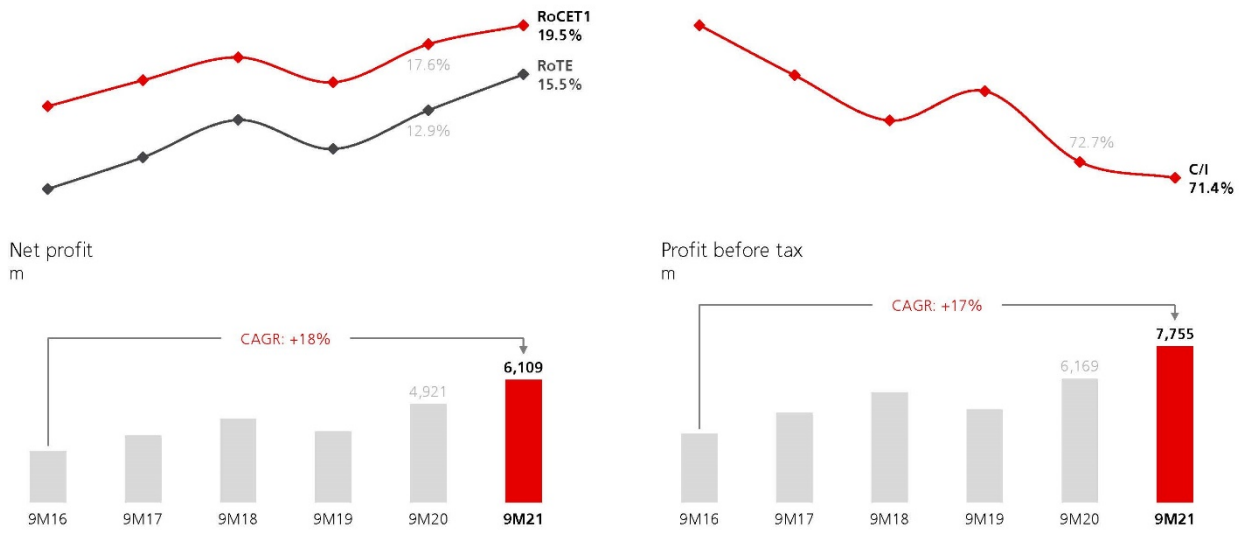 RoCET1
19.5%
17.6%
RoTE
15.5%
12.9%
72.7%
C/I
71.4%
Net profit
m
CAGR: +18%
6,109
4,921
9M16 9M17 9M18 9M19 9M20 9M21
Profit before tax
m
CAGR: +17%
7,755
6,169
9M16 9M17 9M18 9M19 9M20 9M21